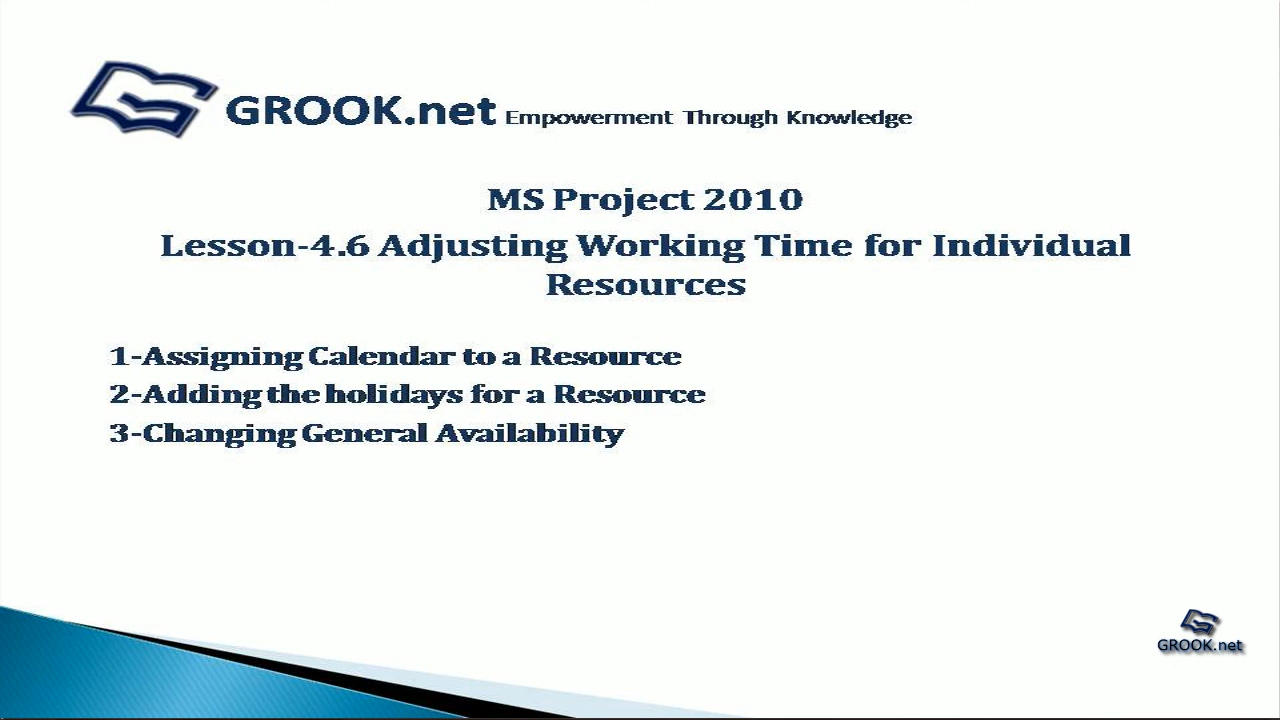 GROOK.net Empowerment Through Knowledge
MS Project 2010
Lesson-4.6 Adjusting Working Time for Individual
Resources
1-Assigning Calendar to a Resource
2-Adding the holidays for a Resource
3-Changing General Availability
GROOK.net